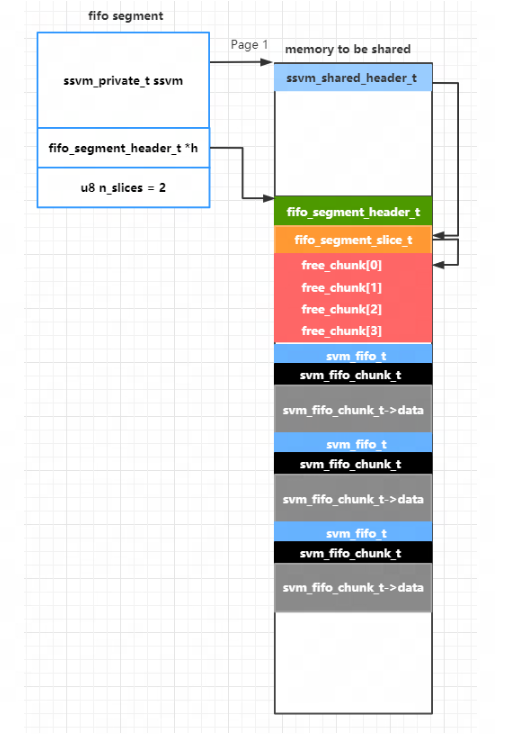 fifo segment
Page 1
memory to be shared
ssvm_private_t ssvm
ssvm_shared_header_t
fifo_segment_header_t *h
u8 n_slices = 2
fifo_segment_header_t
fifo_segment_slice_t
free_chunk[0]
free_chunk[1]
free_chunk[2]
free_chunk[3]
svm_fifo_t
svm_fifo_chunk_t
svm_fifo_chunk_t->data
svm_fifo_t
svm_fifo_chunk_t
svm_fifo_chunk_t->data
svm_fifo_t
svm_fifo_chunk_t
svm_fifo_chunk_t->data